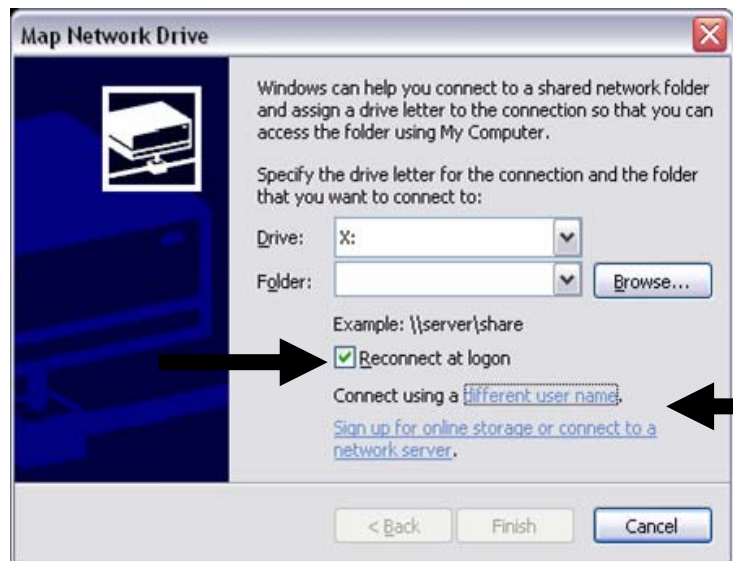 Map Network Drive
Windows can help you connect to a shared network folder
and assign a drive letter to the connection so that you can
access the folder using My Computer.
Specify the drive letter for the connection and the folder
that you want to connect to:
Drive: X:
Folder: Browse...
Example: \\server\share
Reconnect at logon
Connect using a different user name.
Sign up for online storage or connect to a
network server.
< Back Finish Cancel